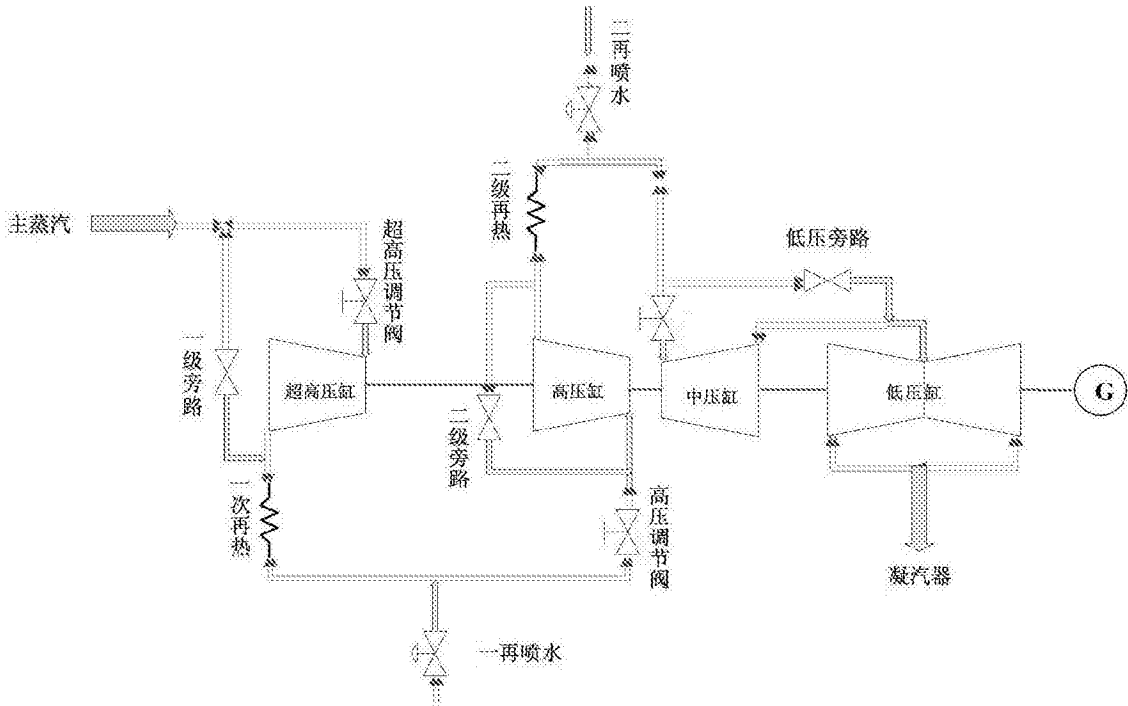 二再喷水
二级再热
主蒸汽
超高压调节阀
低压旁路
一级旁路
超高压缸
高压缸
中压缸
低压缸
G
二级旁路
一次再热
高压调节阀
凝汽器
一再喷水